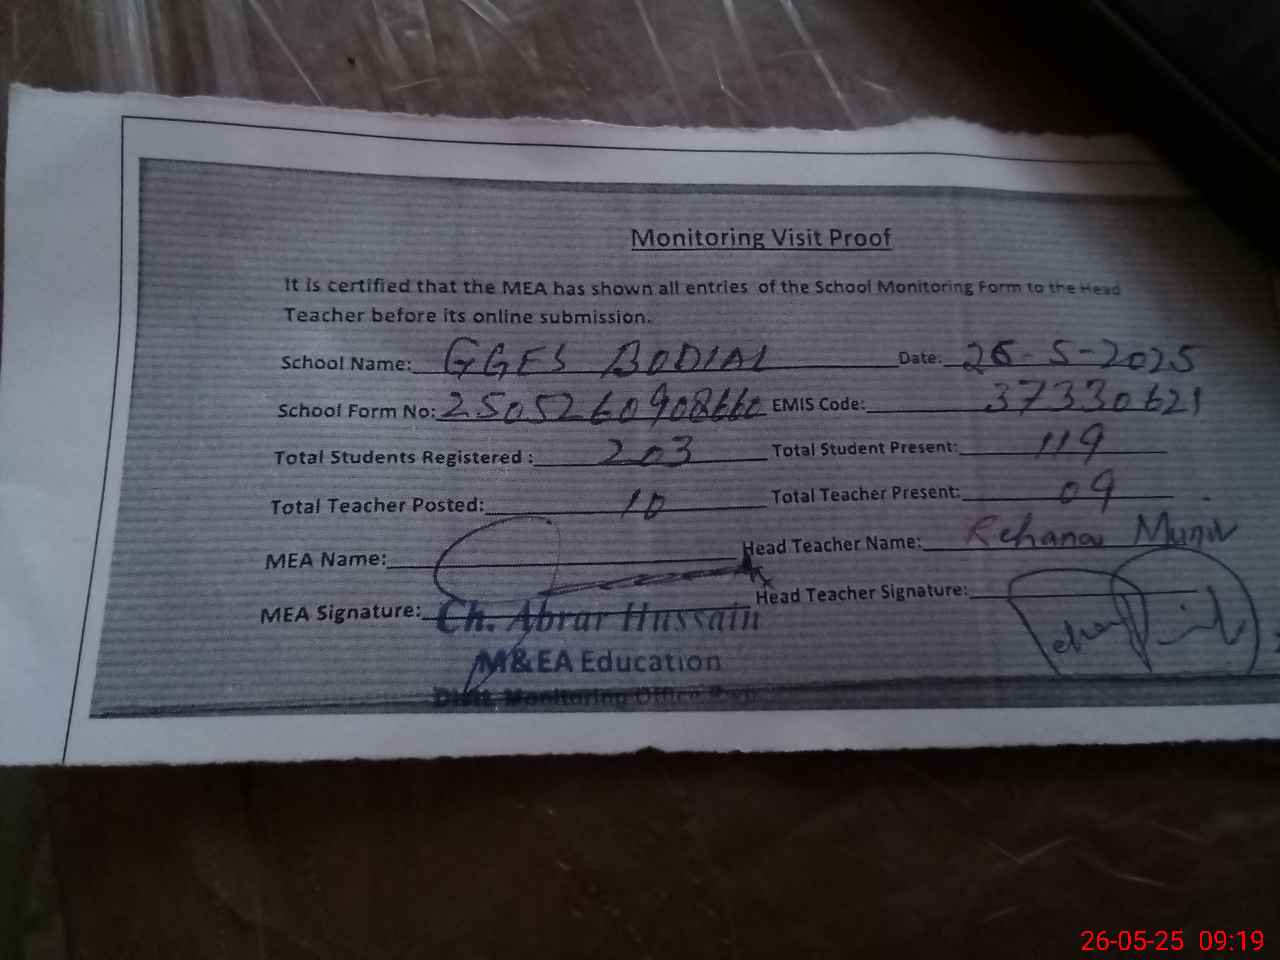 Monitoring Visit Proof
It is certified that the MEA has shown all entries of the School Monitoring Form to the Head
Teacher before its online submission.
School Name: GGES BODIAL Date: 26-5-2025
School Form No: EMIS Code: 37330621
Total Students Registered : 203 Total Student Present: 119
Total Teacher Posted: 10 Total Teacher Present: 09
MEA Name: Head Teacher Name: Rehana Munir
MEA Signature: Head Teacher Signature:
Ch. Abrar Hussain
M&EA Education
Distt. Monitoring Office
26-05-25 09:19